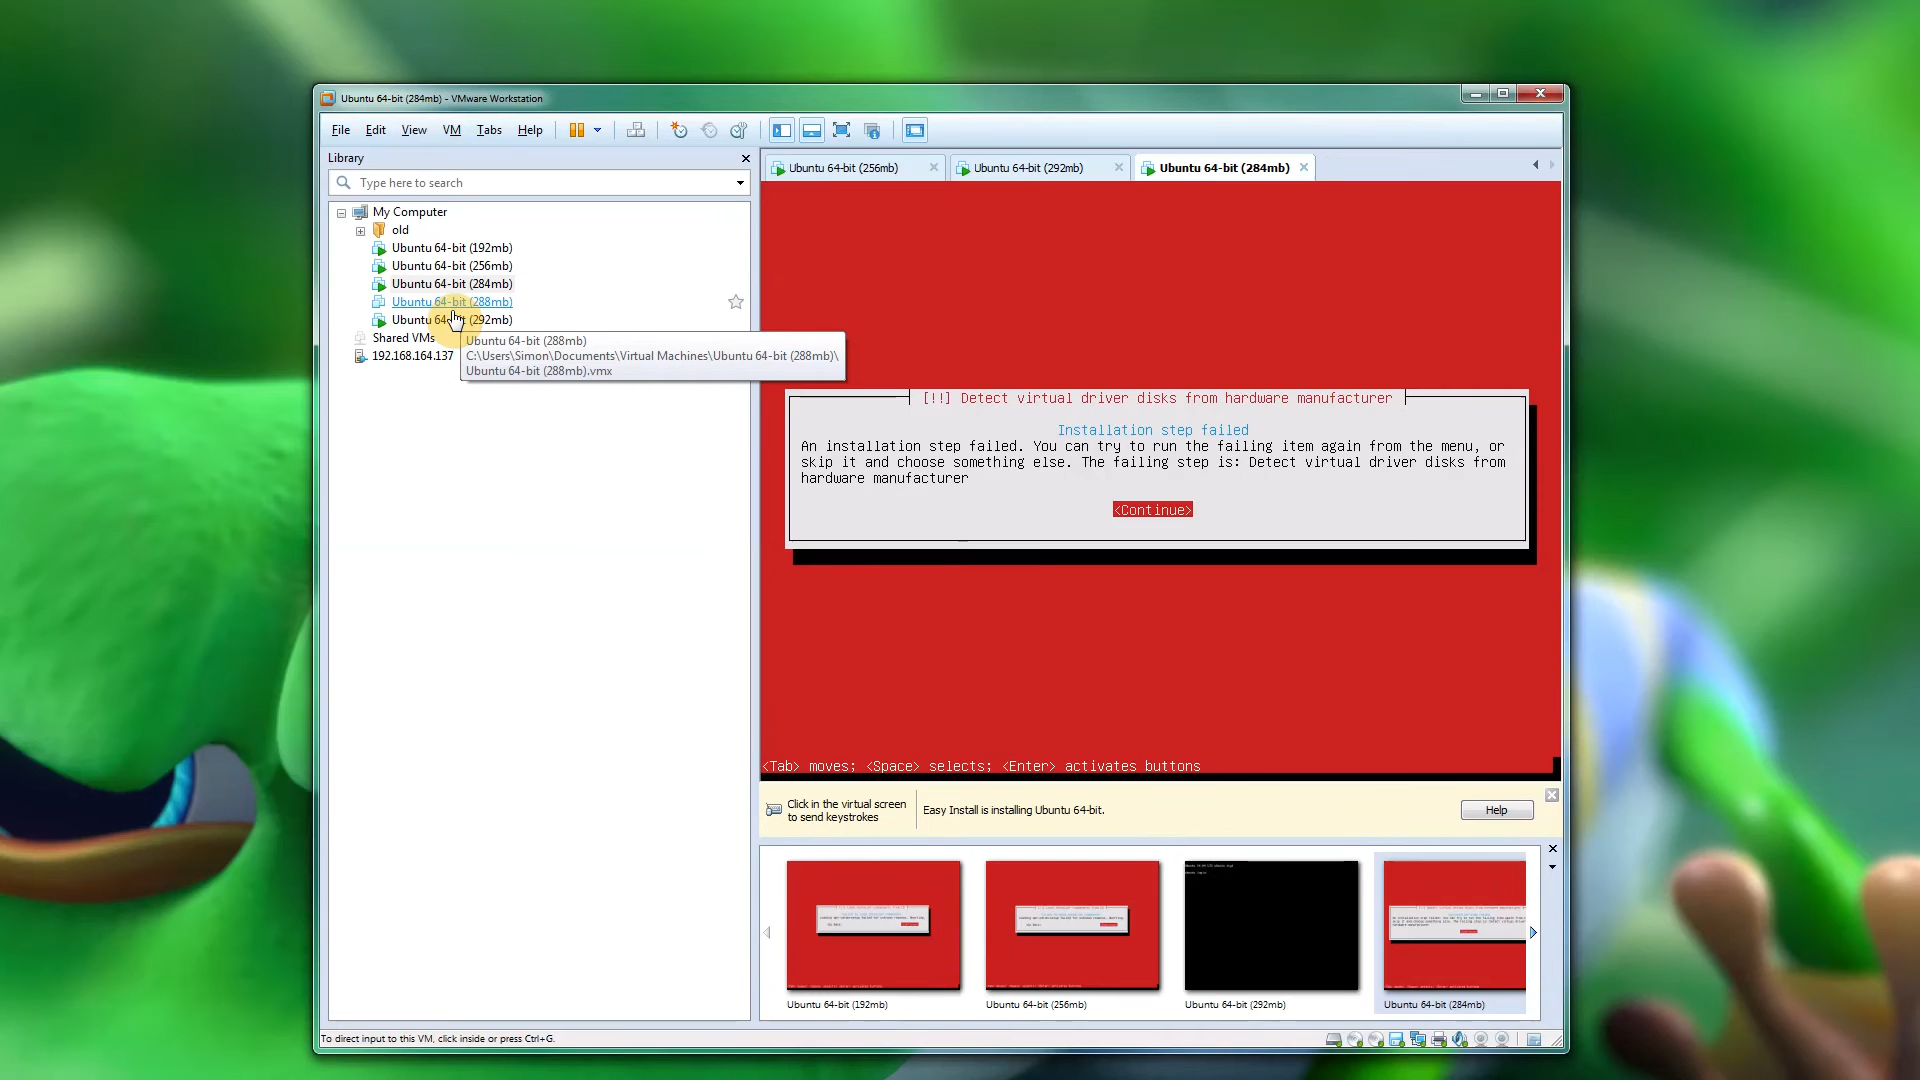 Ubuntu 64-bit (284mb) - VMware Workstation
File Edit View VM Tabs Help
Library
Type here to search
My Computer
old
Ubuntu 64-bit (192mb)
Ubuntu 64-bit (256mb)
Ubuntu 64-bit (284mb)
Ubuntu 64-bit (288mb)
Ubuntu 64-bit (292mb)
Shared VMs
192.168.164.137
Ubuntu 64-bit (288mb)
C:\Users\Simon\Documents\Virtual Machines\Ubuntu 64-bit (288mb)\
Ubuntu 64-bit (288mb).vmx
Ubuntu 64-bit (256mb)
Ubuntu 64-bit (292mb)
Ubuntu 64-bit (284mb)
[!!] Detect virtual driver disks from hardware manufacturer
Installation step failed
An installation step failed. You can try to run the failing item again from the menu, or
skip it and choose something else. The failing step is: Detect virtual driver disks from
hardware manufacturer
<Continue>
<Tab> moves; <Space> selects; <Enter> activates buttons
Click in the virtual screen
to send keystrokes
Easy Install is installing Ubuntu 64-bit.
Help
Ubuntu 64-bit (192mb)
Ubuntu 64-bit (256mb)
Ubuntu 64-bit (292mb)
Ubuntu 64-bit (284mb)
To direct input to this VM, click inside or press Ctrl+G.